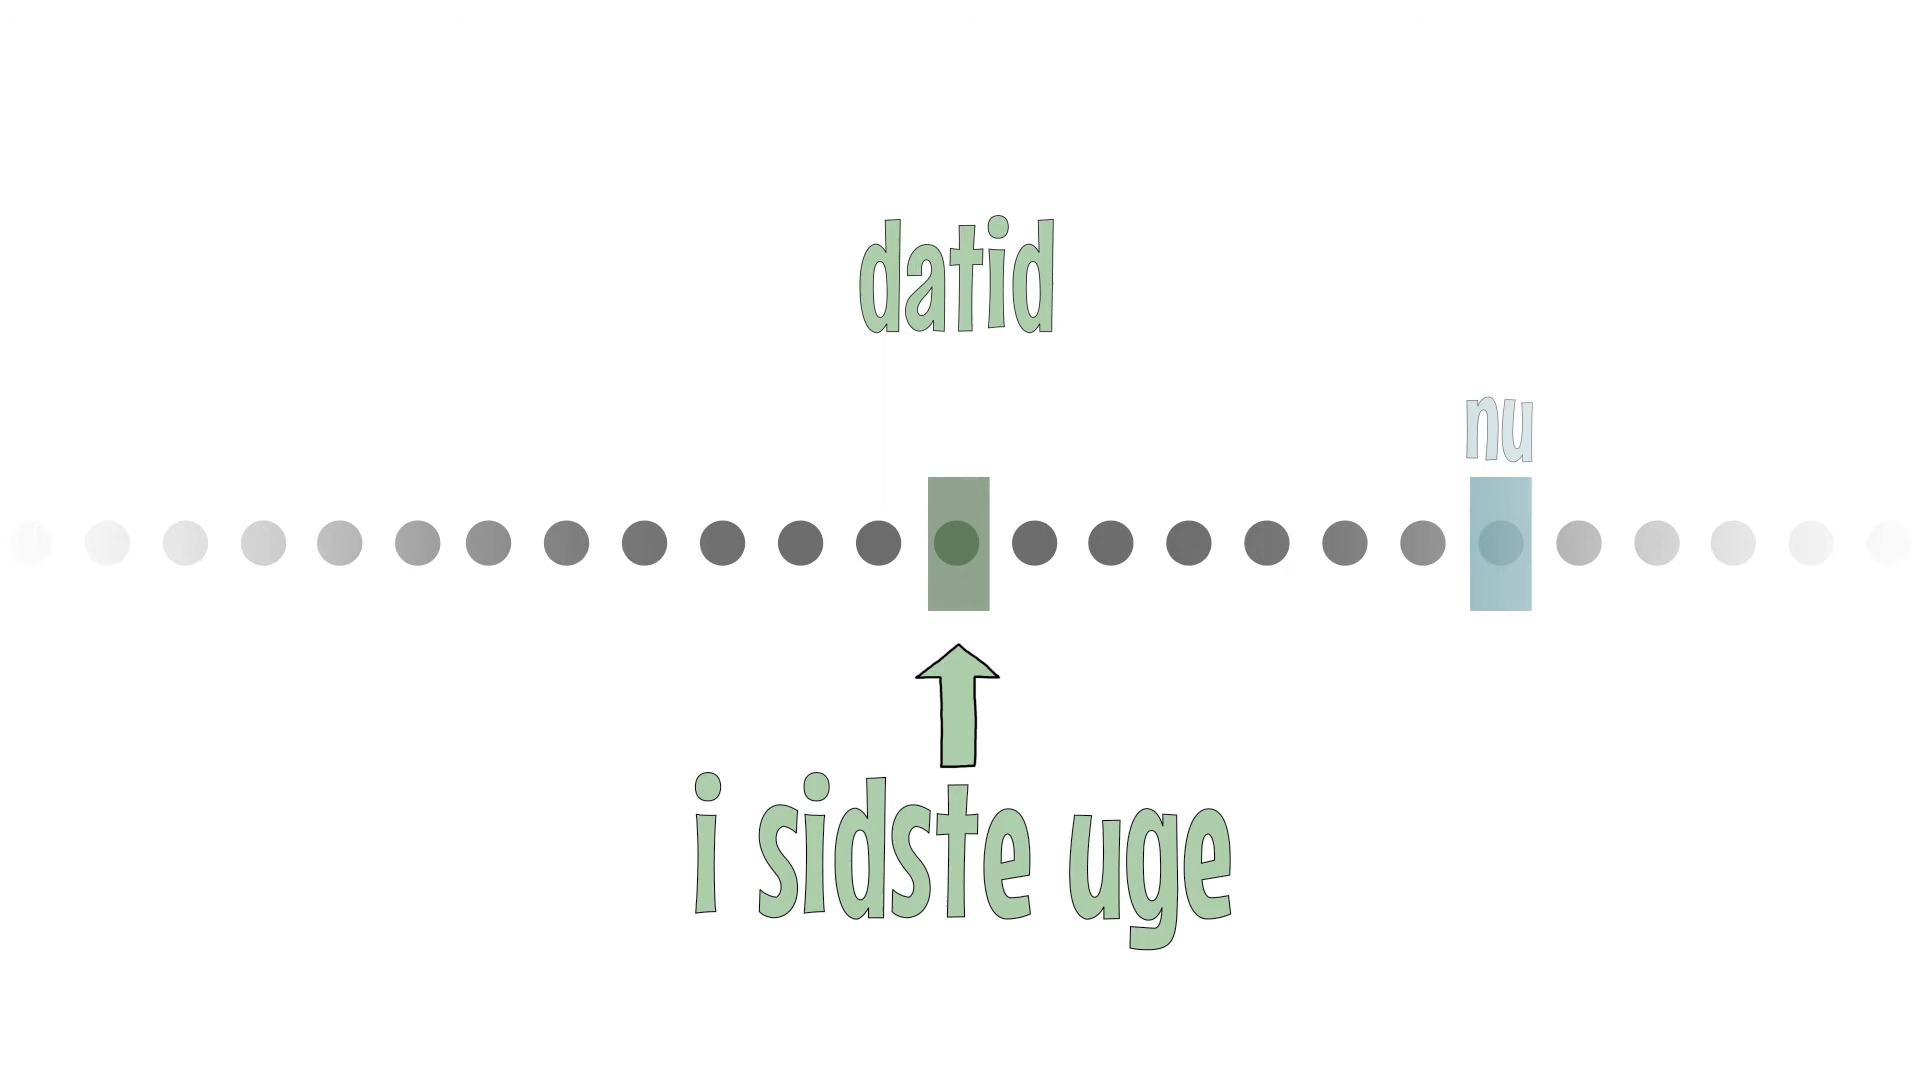 datid
nu
i sidste uge